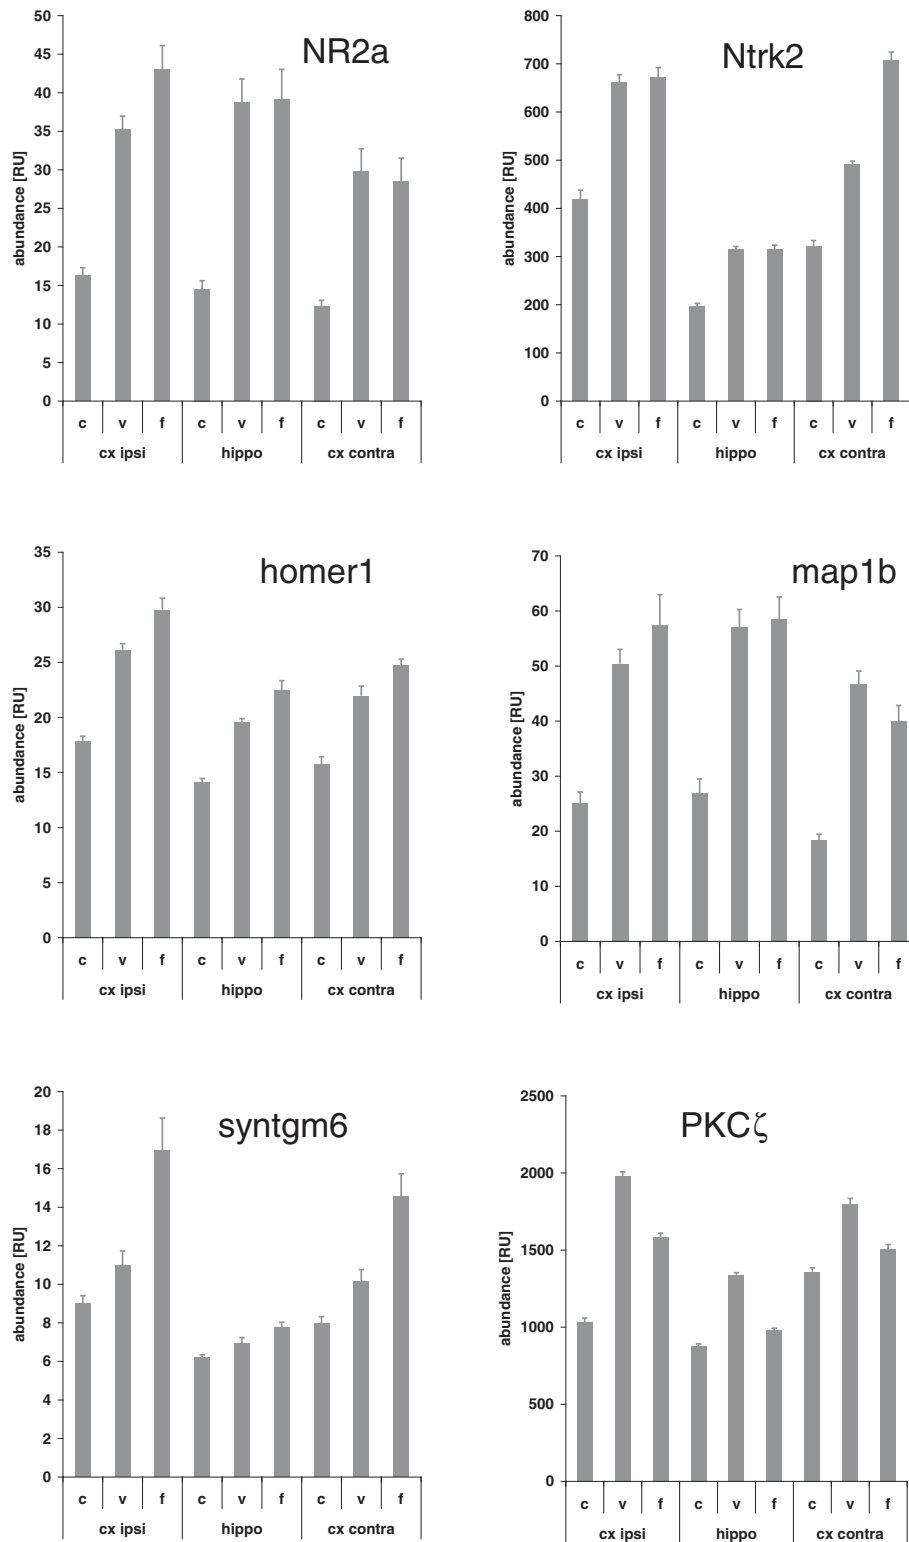 NR2a
abundance [RU]
50
45
40
35
30
25
20
15
10
5
0
c v f c v f c v f
cx ipsi hippo cx contra
Ntrk2
abundance [RU]
800
700
600
500
400
300
200
100
0
c v f c v f c v f
cx ipsi hippo cx contra
homer1
abundance [RU]
35
30
25
20
15
10
5
0
c v f c v f c v f
cx ipsi hippo cx contra
map1b
abundance [RU]
70
60
50
40
30
20
10
0
c v f c v f c v f
cx ipsi hippo cx contra
syntgm6
abundance [RU]
20
18
16
14
12
10
8
6
4
2
0
c v f c v f c v f
cx ipsi hippo cx contra
PKCζ
abundance [RU]
2500
2000
1500
1000
500
0
c v f c v f c v f
cx ipsi hippo cx contra